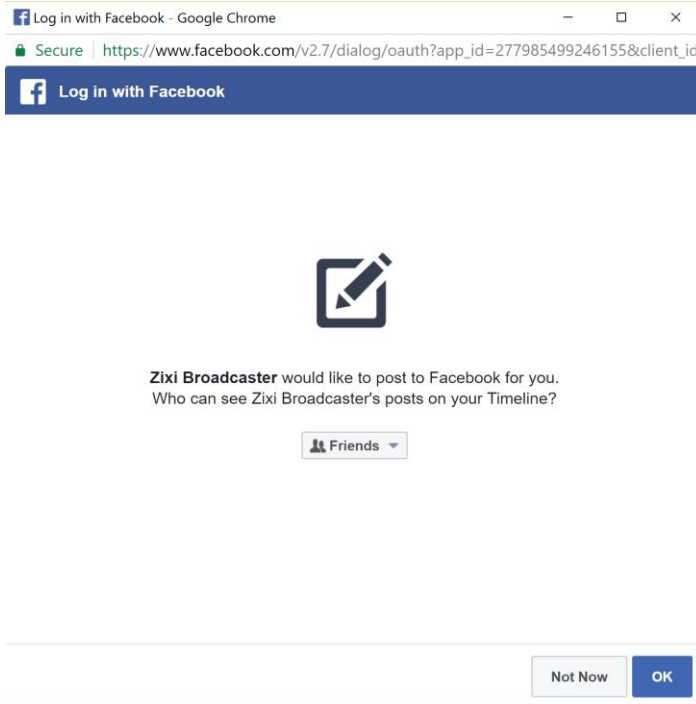 Log in with Facebook - Google Chrome
Secure https://www.facebook.com/v2.7/dialog/oauth?app_id=277985499246155&client_id
Log in with Facebook
Zixi Broadcaster would like to post to Facebook for you.
Who can see Zixi Broadcaster's posts on your Timeline?
Friends
Not Now OK